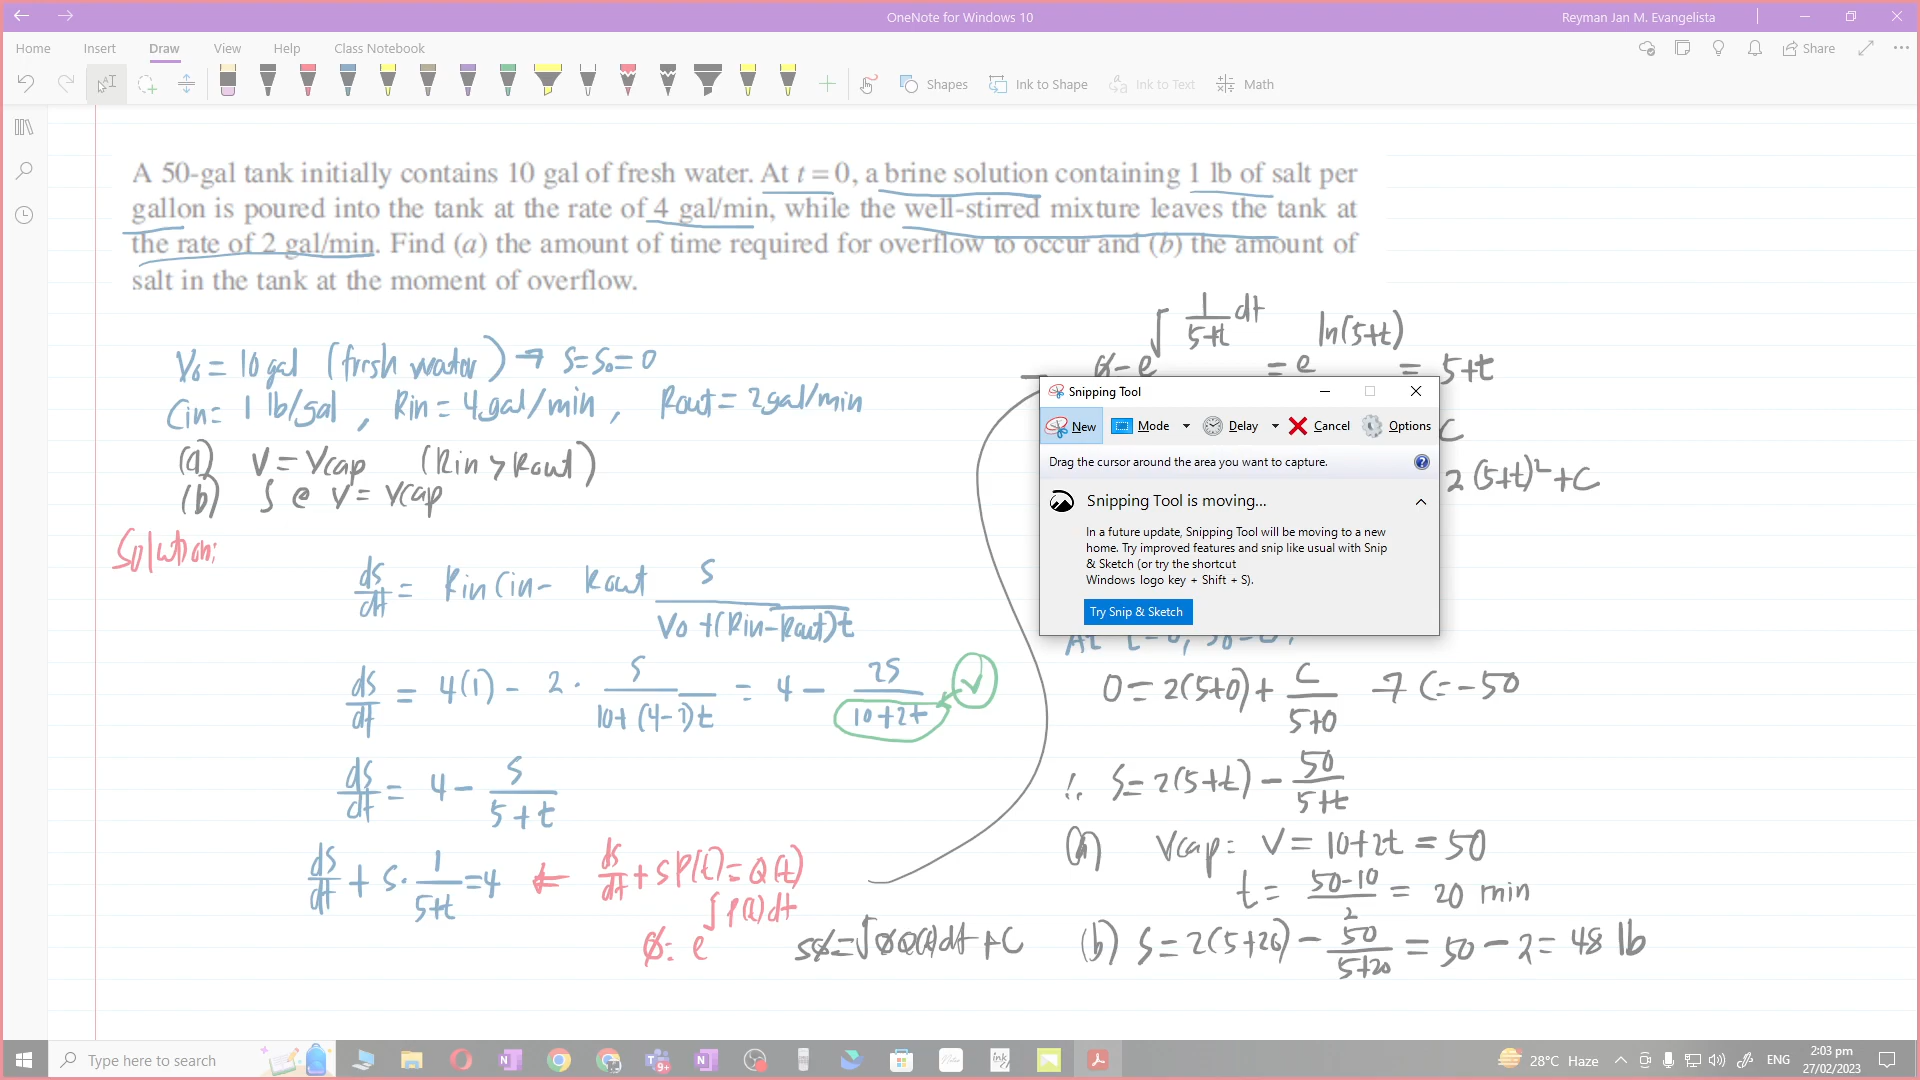 OneNote for Windows 10
Reyman Jan M. Evangelista
Home Insert Draw View Help Class Notebook
Share
Shapes Ink to Shape Ink to Text Math
A 50-gal tank initially contains 10 gal of fresh water. At t = 0, a brine solution containing 1 lb of salt per
gallon is poured into the tank at the rate of 4 gal/min, while the well-stirred mixture leaves the tank at
the rate of 2 gal/min. Find (a) the amount of time required for overflow to occur and (b) the amount of
salt in the tank at the moment of overflow.
V₀ = 10 gal (fresh water) → S=S₀=0
Cin = 1 lb/gal , Rin = 4gal/min , Rout = 2gal/min
(a) V = Vcap (Rin > Rout)
(b) S @ V = Vcap
Solution:
dS/dt = Rin Cin - Rout S/(V₀ + (Rin-Rout)t)
dS/dt = 4(1) - 2 · S/(10+(4-2)t) = 4 - 2S/(10+2t)
dS/dt = 4 - S/(5+t)
dS/dt + S · 1/(5+t) = 4 ← dS/dt + S P(t) = Q(t)
φ = e^∫P(t)dt
Sφ = ∫φQ(t)dt + C
φ = e^∫1/(5+t) dt = e^ln(5+t) = 5+t
C
2(5+t)² + C
Snipping Tool
New Mode Delay Cancel Options
Drag the cursor around the area you want to capture.
Snipping Tool is moving...
In a future update, Snipping Tool will be moving to a new
home. Try improved features and snip like usual with Snip
& Sketch (or try the shortcut
Windows logo key + Shift + S).
Try Snip & Sketch
At t=0, S₀=0:
0 = 2(5+0) + C/(5+0) → C = -50
∴ S = 2(5+t) - 50/(5+t)
(a) Vcap: V = 10+2t = 50
t = (50-10)/2 = 20 min
(b) S = 2(5+20) - 50/(5+20) = 50 - 2 = 48 lb
Type here to search
28°C Haze
ENG
2:03 pm
27/02/2023